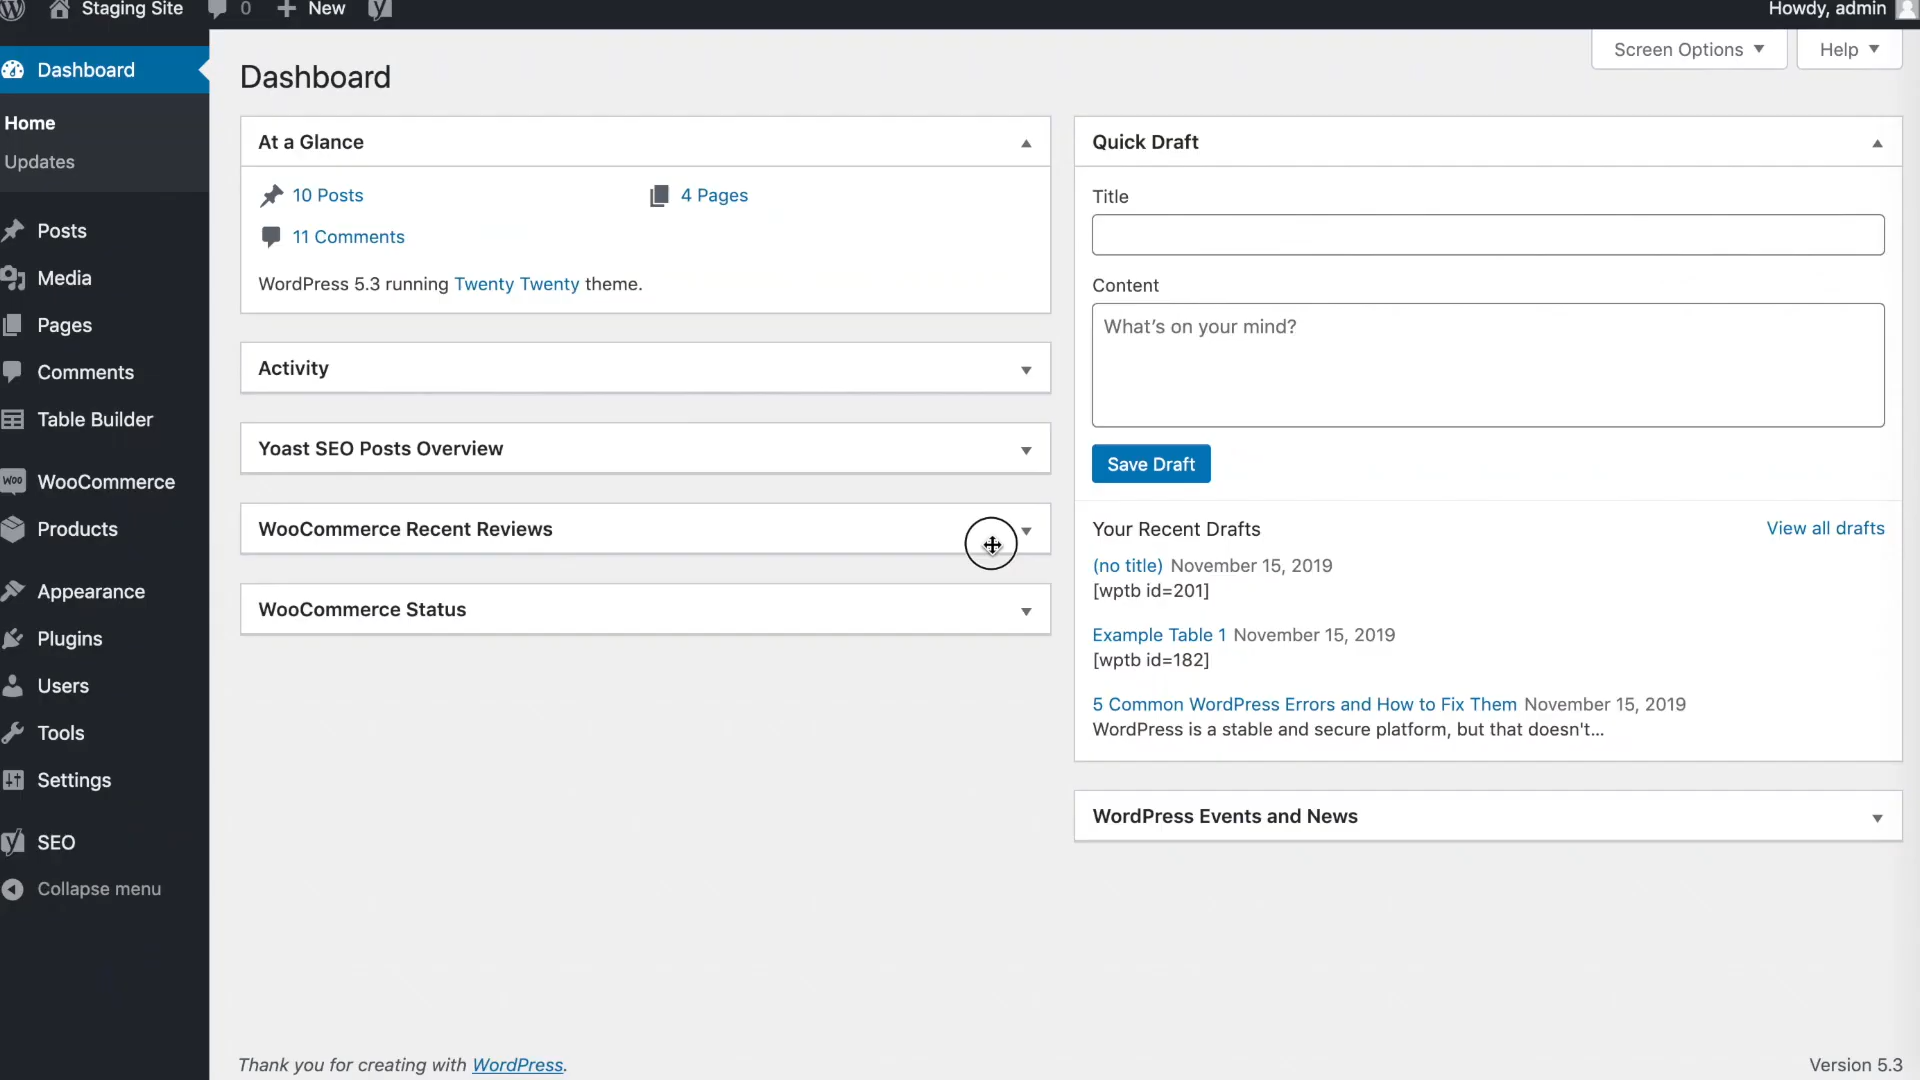 Staging Site
0
New
Howdy, admin
Dashboard
Home
Updates
Posts
Media
Pages
Comments
Table Builder
WOO WooCommerce
Products
Appearance
Plugins
Users
Tools
Settings
SEO
Collapse menu
Screen Options
Help
Dashboard
At a Glance
10 Posts
4 Pages
11 Comments
WordPress 5.3 running Twenty Twenty theme.
Activity
Yoast SEO Posts Overview
WooCommerce Recent Reviews
WooCommerce Status
Quick Draft
Title
Content
What’s on your mind?
Save Draft
Your Recent Drafts
View all drafts
(no title) November 15, 2019
[wptb id=201]
Example Table 1 November 15, 2019
[wptb id=182]
5 Common WordPress Errors and How to Fix Them November 15, 2019
WordPress is a stable and secure platform, but that doesn't…
WordPress Events and News
Thank you for creating with WordPress.
Version 5.3